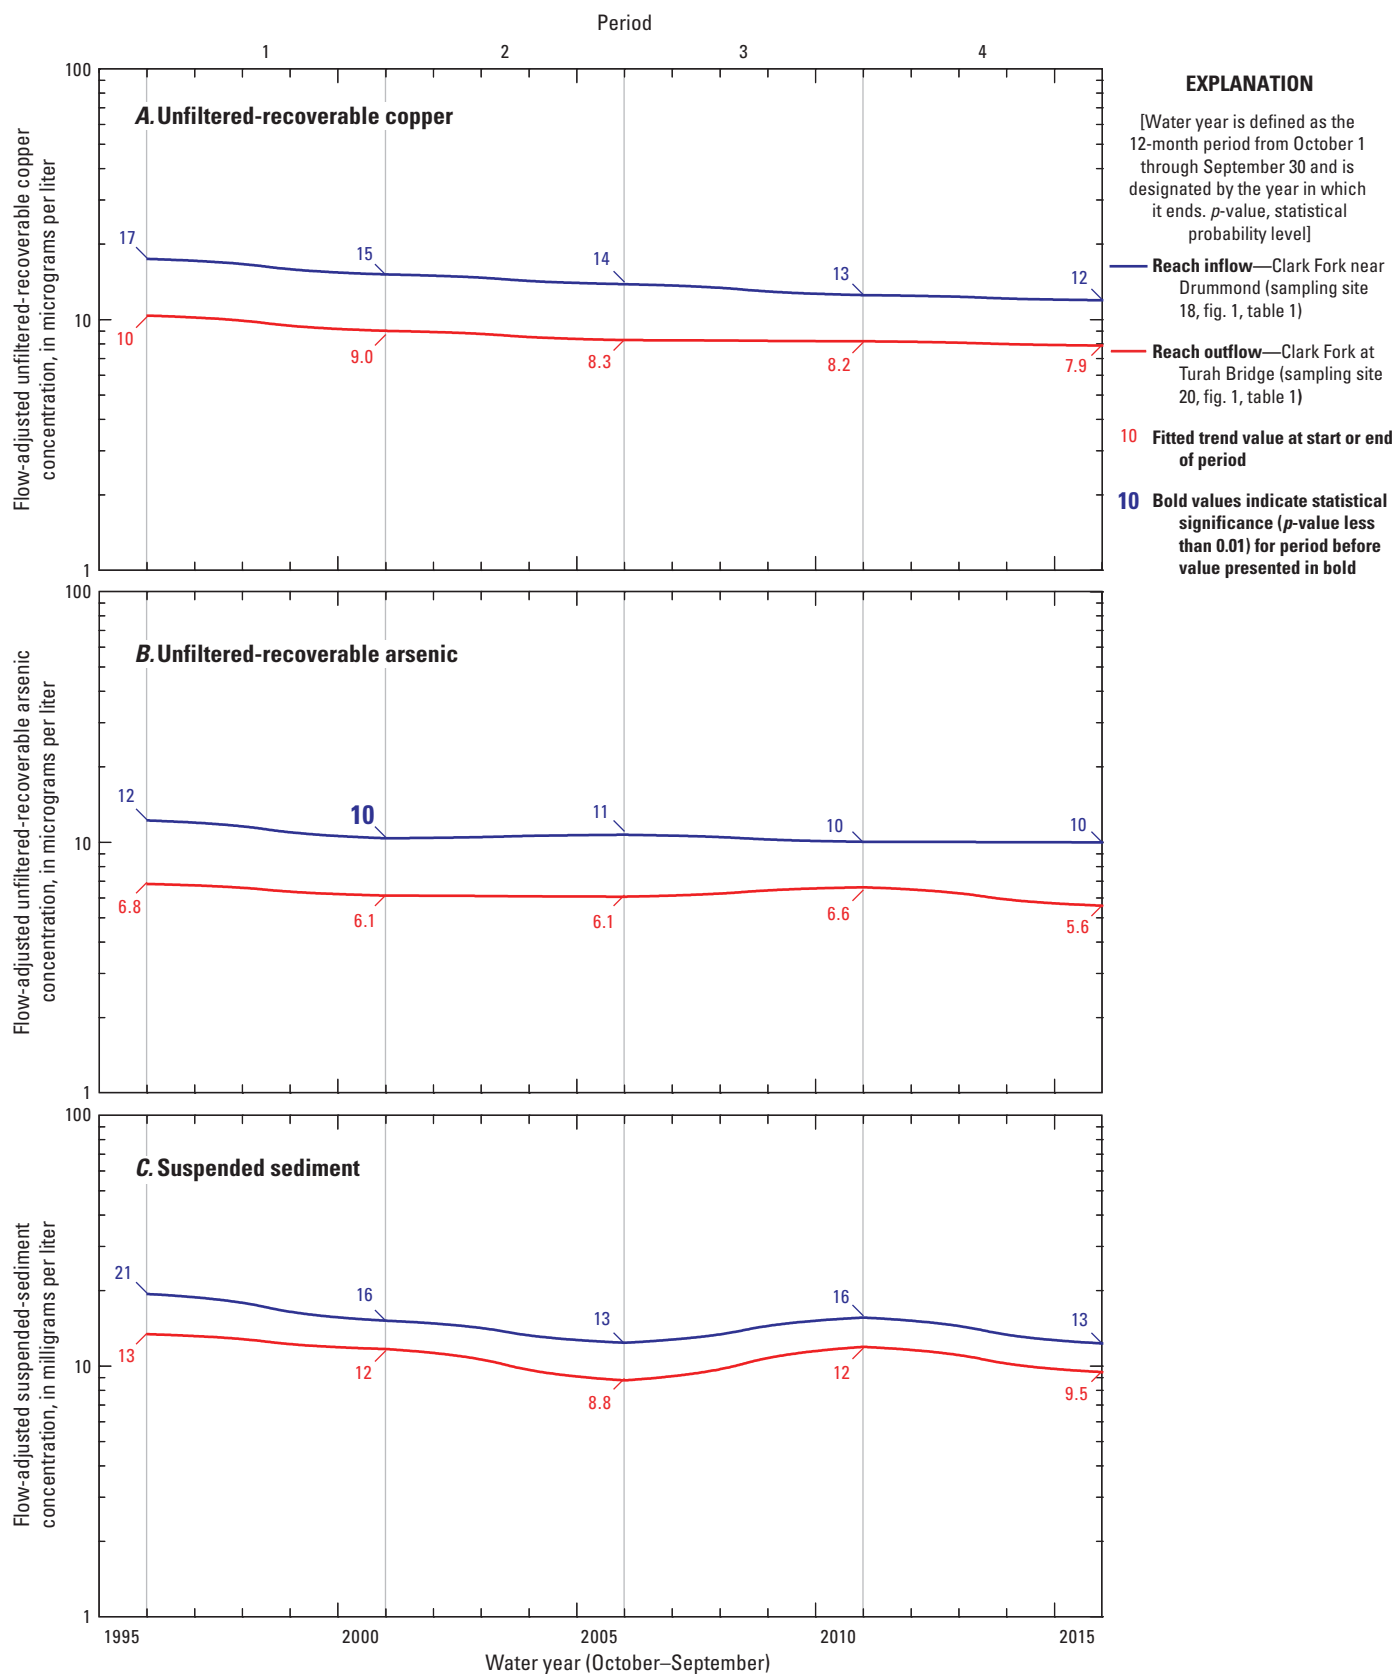 Period
1 2 3 4
A. Unfiltered-recoverable copper
Flow-adjusted unfiltered-recoverable copper
concentration, in micrograms per liter
100
10
1
17 15 14 13 12
10 9.0 8.3 8.2 7.9
EXPLANATION
[Water year is defined as the
12-month period from October 1
through September 30 and is
designated by the year in which
it ends. p-value, statistical
probability level]
Reach inflow—Clark Fork near
Drummond (sampling site
18, fig. 1, table 1)
Reach outflow—Clark Fork at
Turah Bridge (sampling site
20, fig. 1, table 1)
10 Fitted trend value at start or end
of period
10 Bold values indicate statistical
significance (p-value less
than 0.01) for period before
value presented in bold
B. Unfiltered-recoverable arsenic
Flow-adjusted unfiltered-recoverable arsenic
concentration, in micrograms per liter
100
10
1
12 10 11 10 10
6.8 6.1 6.1 6.6 5.6
C. Suspended sediment
Flow-adjusted suspended-sediment
concentration, in milligrams per liter
100
10
1
21 16 13 16 13
13 12 8.8 12 9.5
1995 2000 2005 2010 2015
Water year (October–September)